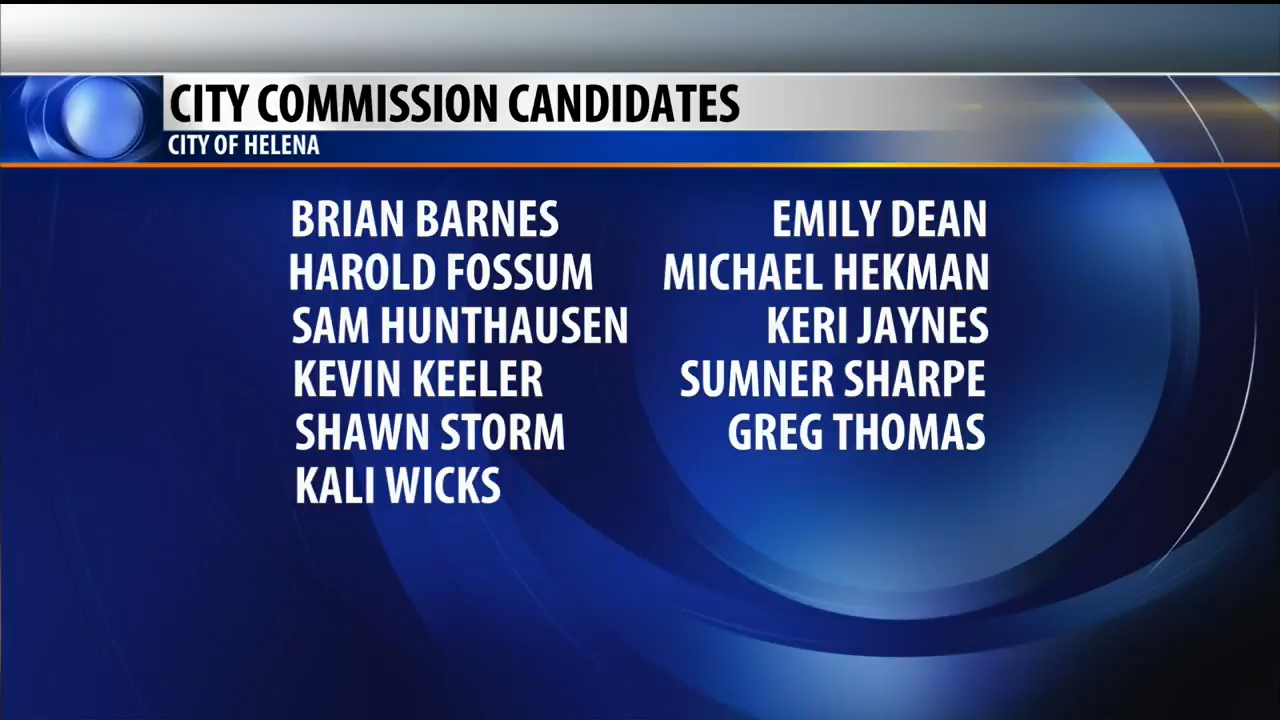 CITY COMMISSION CANDIDATES
CITY OF HELENA
BRIAN BARNES EMILY DEAN
HAROLD FOSSUM MICHAEL HEKMAN
SAM HUNTHAUSEN KERI JAYNES
KEVIN KEELER SUMNER SHARPE
SHAWN STORM GREG THOMAS
KALI WICKS